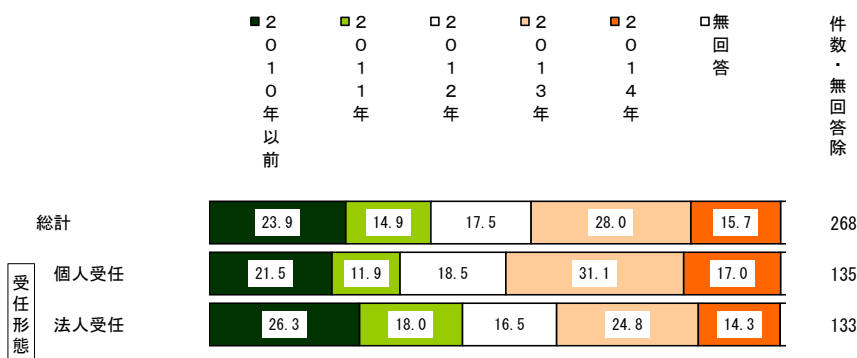 ２０１０年以前
２０１１年
２０１２年
２０１３年
２０１４年
無回答
件数・無回答除
総計
23.9 14.9 17.5 28.0 15.7 268
受任形態
個人受任
21.5 11.9 18.5 31.1 17.0 135
法人受任
26.3 18.0 16.5 24.8 14.3 133